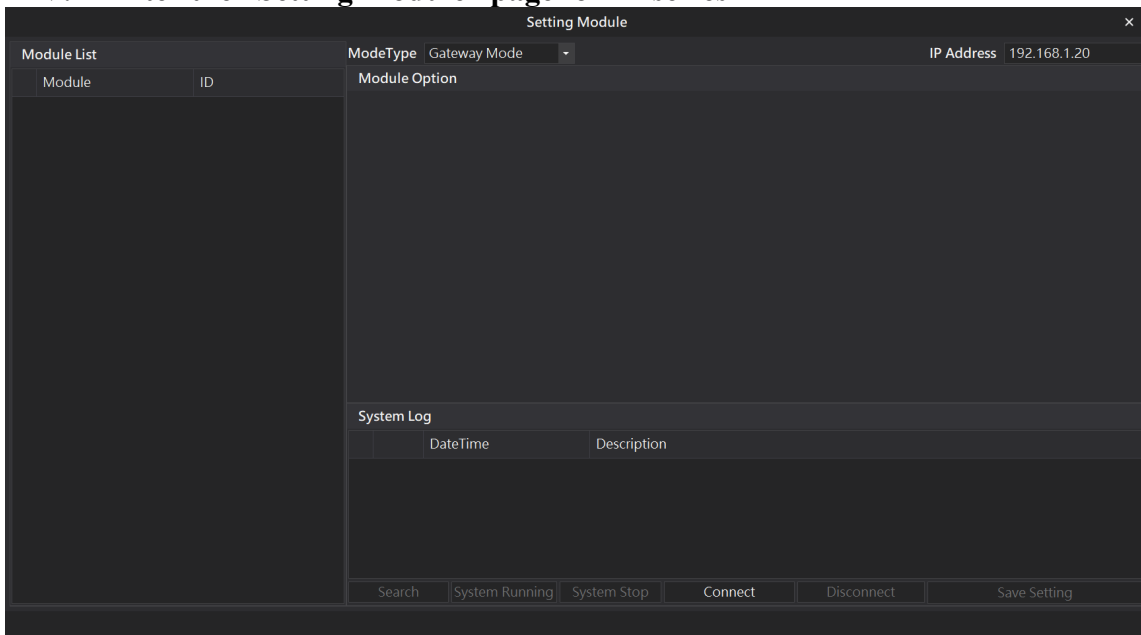 Setting Module ×
Module List
ModeType Gateway Mode
IP Address 192.168.1.20
Module ID
Module Option
System Log
DateTime Description
Search System Running System Stop Connect Disconnect Save Setting